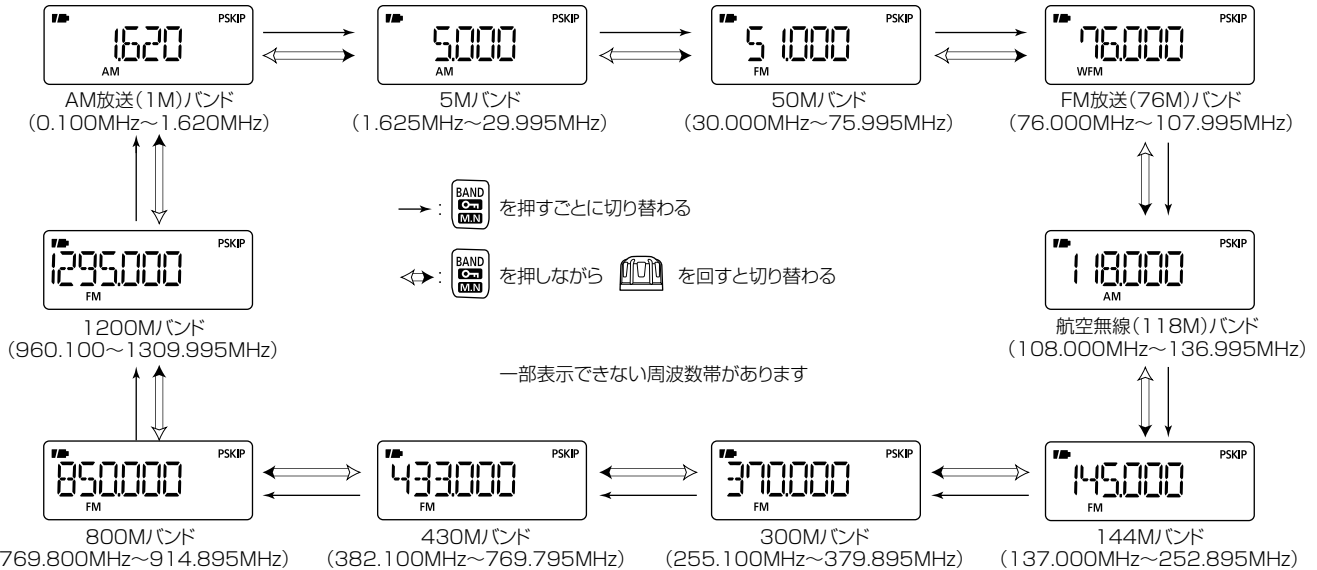 PSKIP
1.620
AM
AM放送(1M)バンド
(0.100MHz～1.620MHz)
PSKIP
5.000
AM
5Mバンド
(1.625MHz～29.995MHz)
PSKIP
51.000
FM
50Mバンド
(30.000MHz～75.995MHz)
PSKIP
76.000
WFM
FM放送(76M)バンド
(76.000MHz～107.995MHz)
: BAND M.N を押すごとに切り替わる
: BAND M.N を押しながら を回すと切り替わる
PSKIP
1295.000
FM
1200Mバンド
(960.100～1309.995MHz)
PSKIP
118.000
AM
航空無線(118M)バンド
(108.000MHz～136.995MHz)
一部表示できない周波数帯があります
PSKIP
850.000
FM
800Mバンド
769.800MHz～914.895MHz)
PSKIP
433.000
FM
430Mバンド
(382.100MHz～769.795MHz)
PSKIP
370.000
FM
300Mバンド
(255.100MHz～379.895MHz)
PSKIP
145.000
FM
144Mバンド
(137.000MHz～252.895MHz)